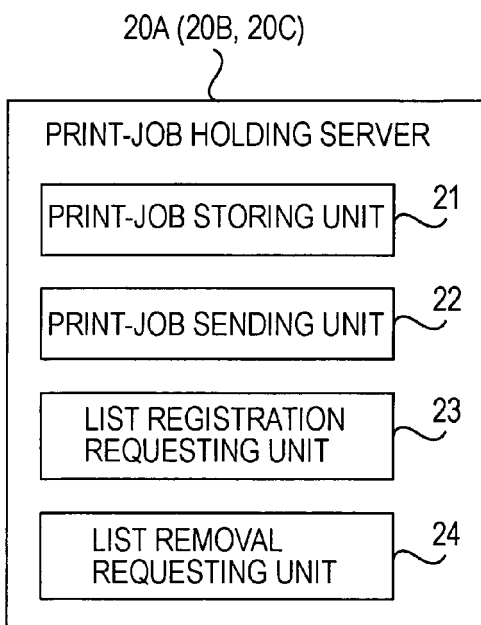 20A (20B, 20C)
PRINT-JOB HOLDING SERVER
PRINT-JOB STORING UNIT
21
PRINT-JOB SENDING UNIT
22
LIST REGISTRATION
REQUESTING UNIT
23
LIST REMOVAL
REQUESTING UNIT
24